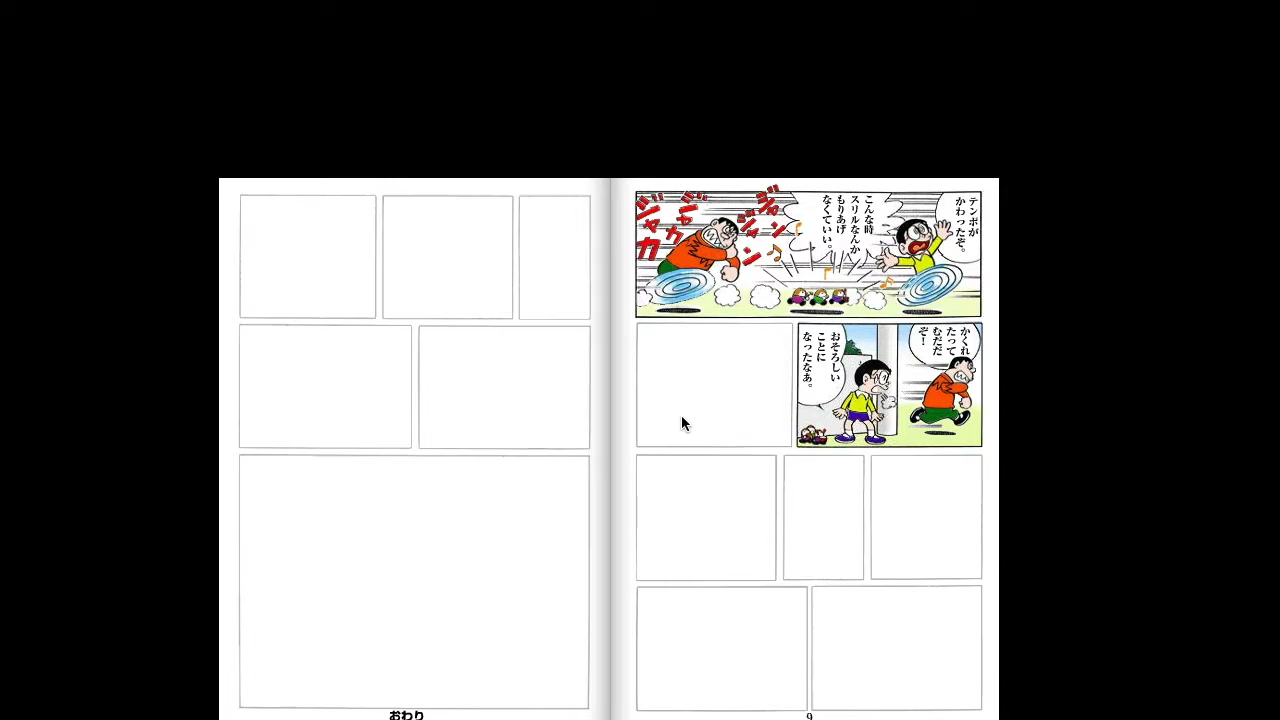 テンポが
かわったぞ。
こんな時
スリルなんか
もりあげ
なくていい。
ジャン
ジャン
ジャカ
ジャカ
かくれ
たって
むだだ
ぞ！
おそろしい
ことに
なったなあ。
9
おわり